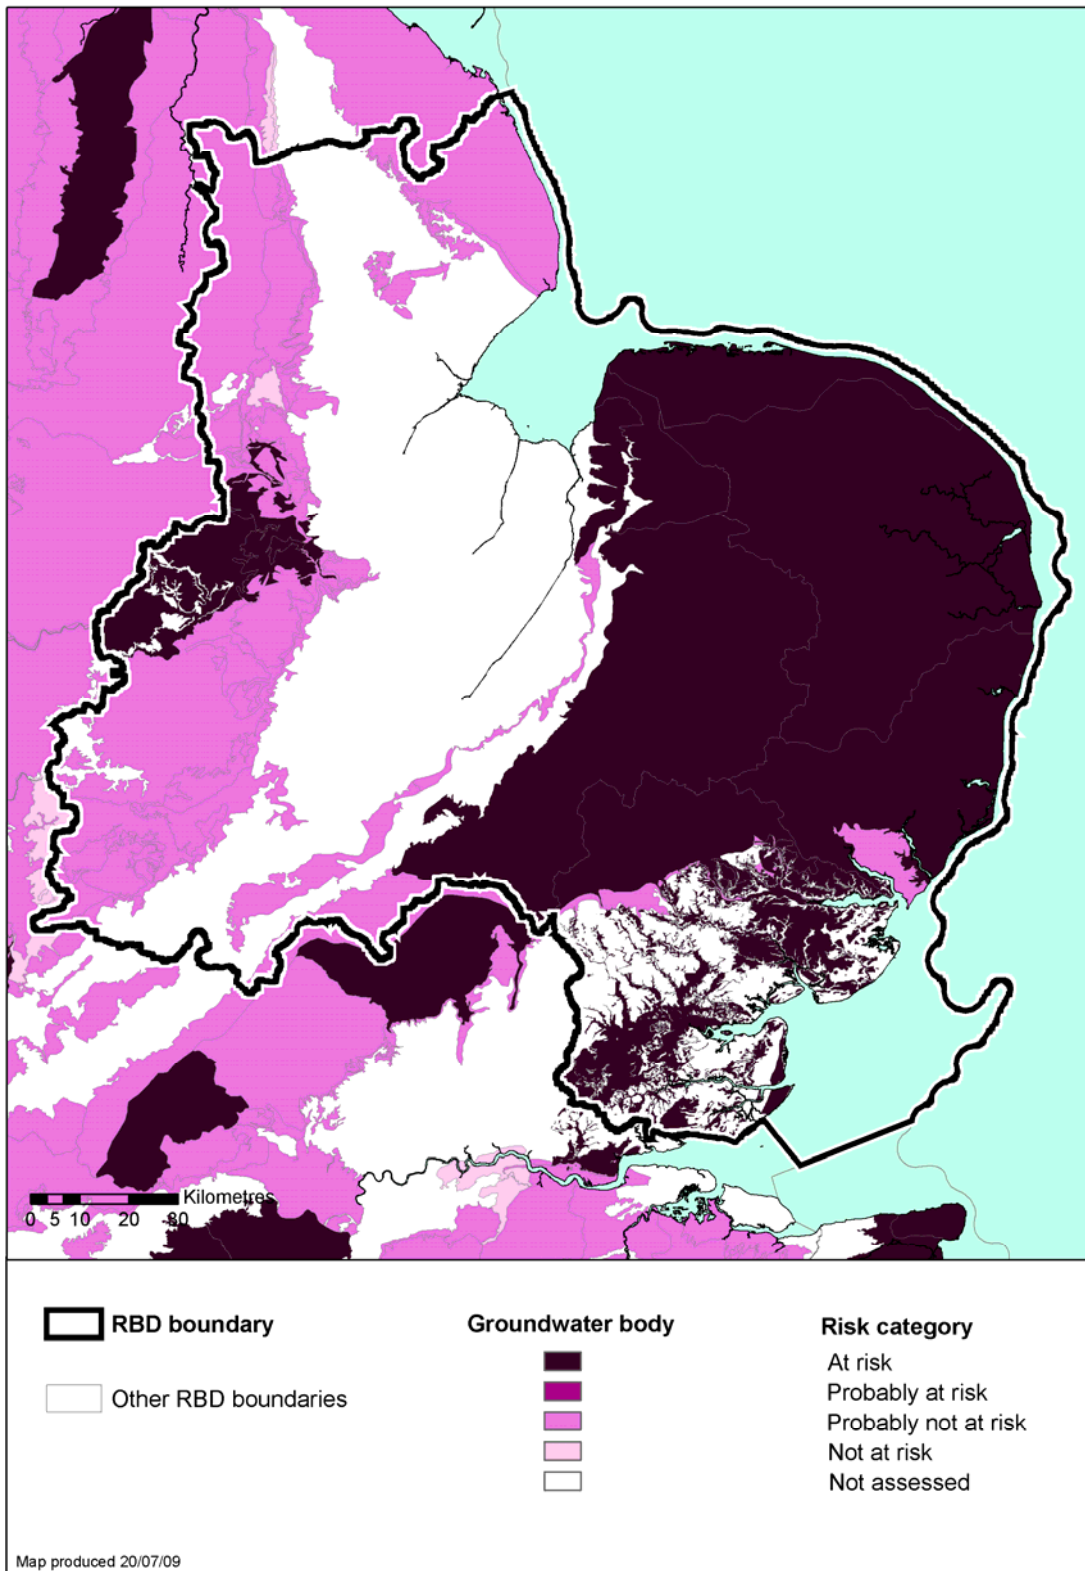 Kilometres
0 5 10 20 30
RBD boundary
Other RBD boundaries
Groundwater body
Risk category
At risk
Probably at risk
Probably not at risk
Not at risk
Not assessed
Map produced 20/07/09